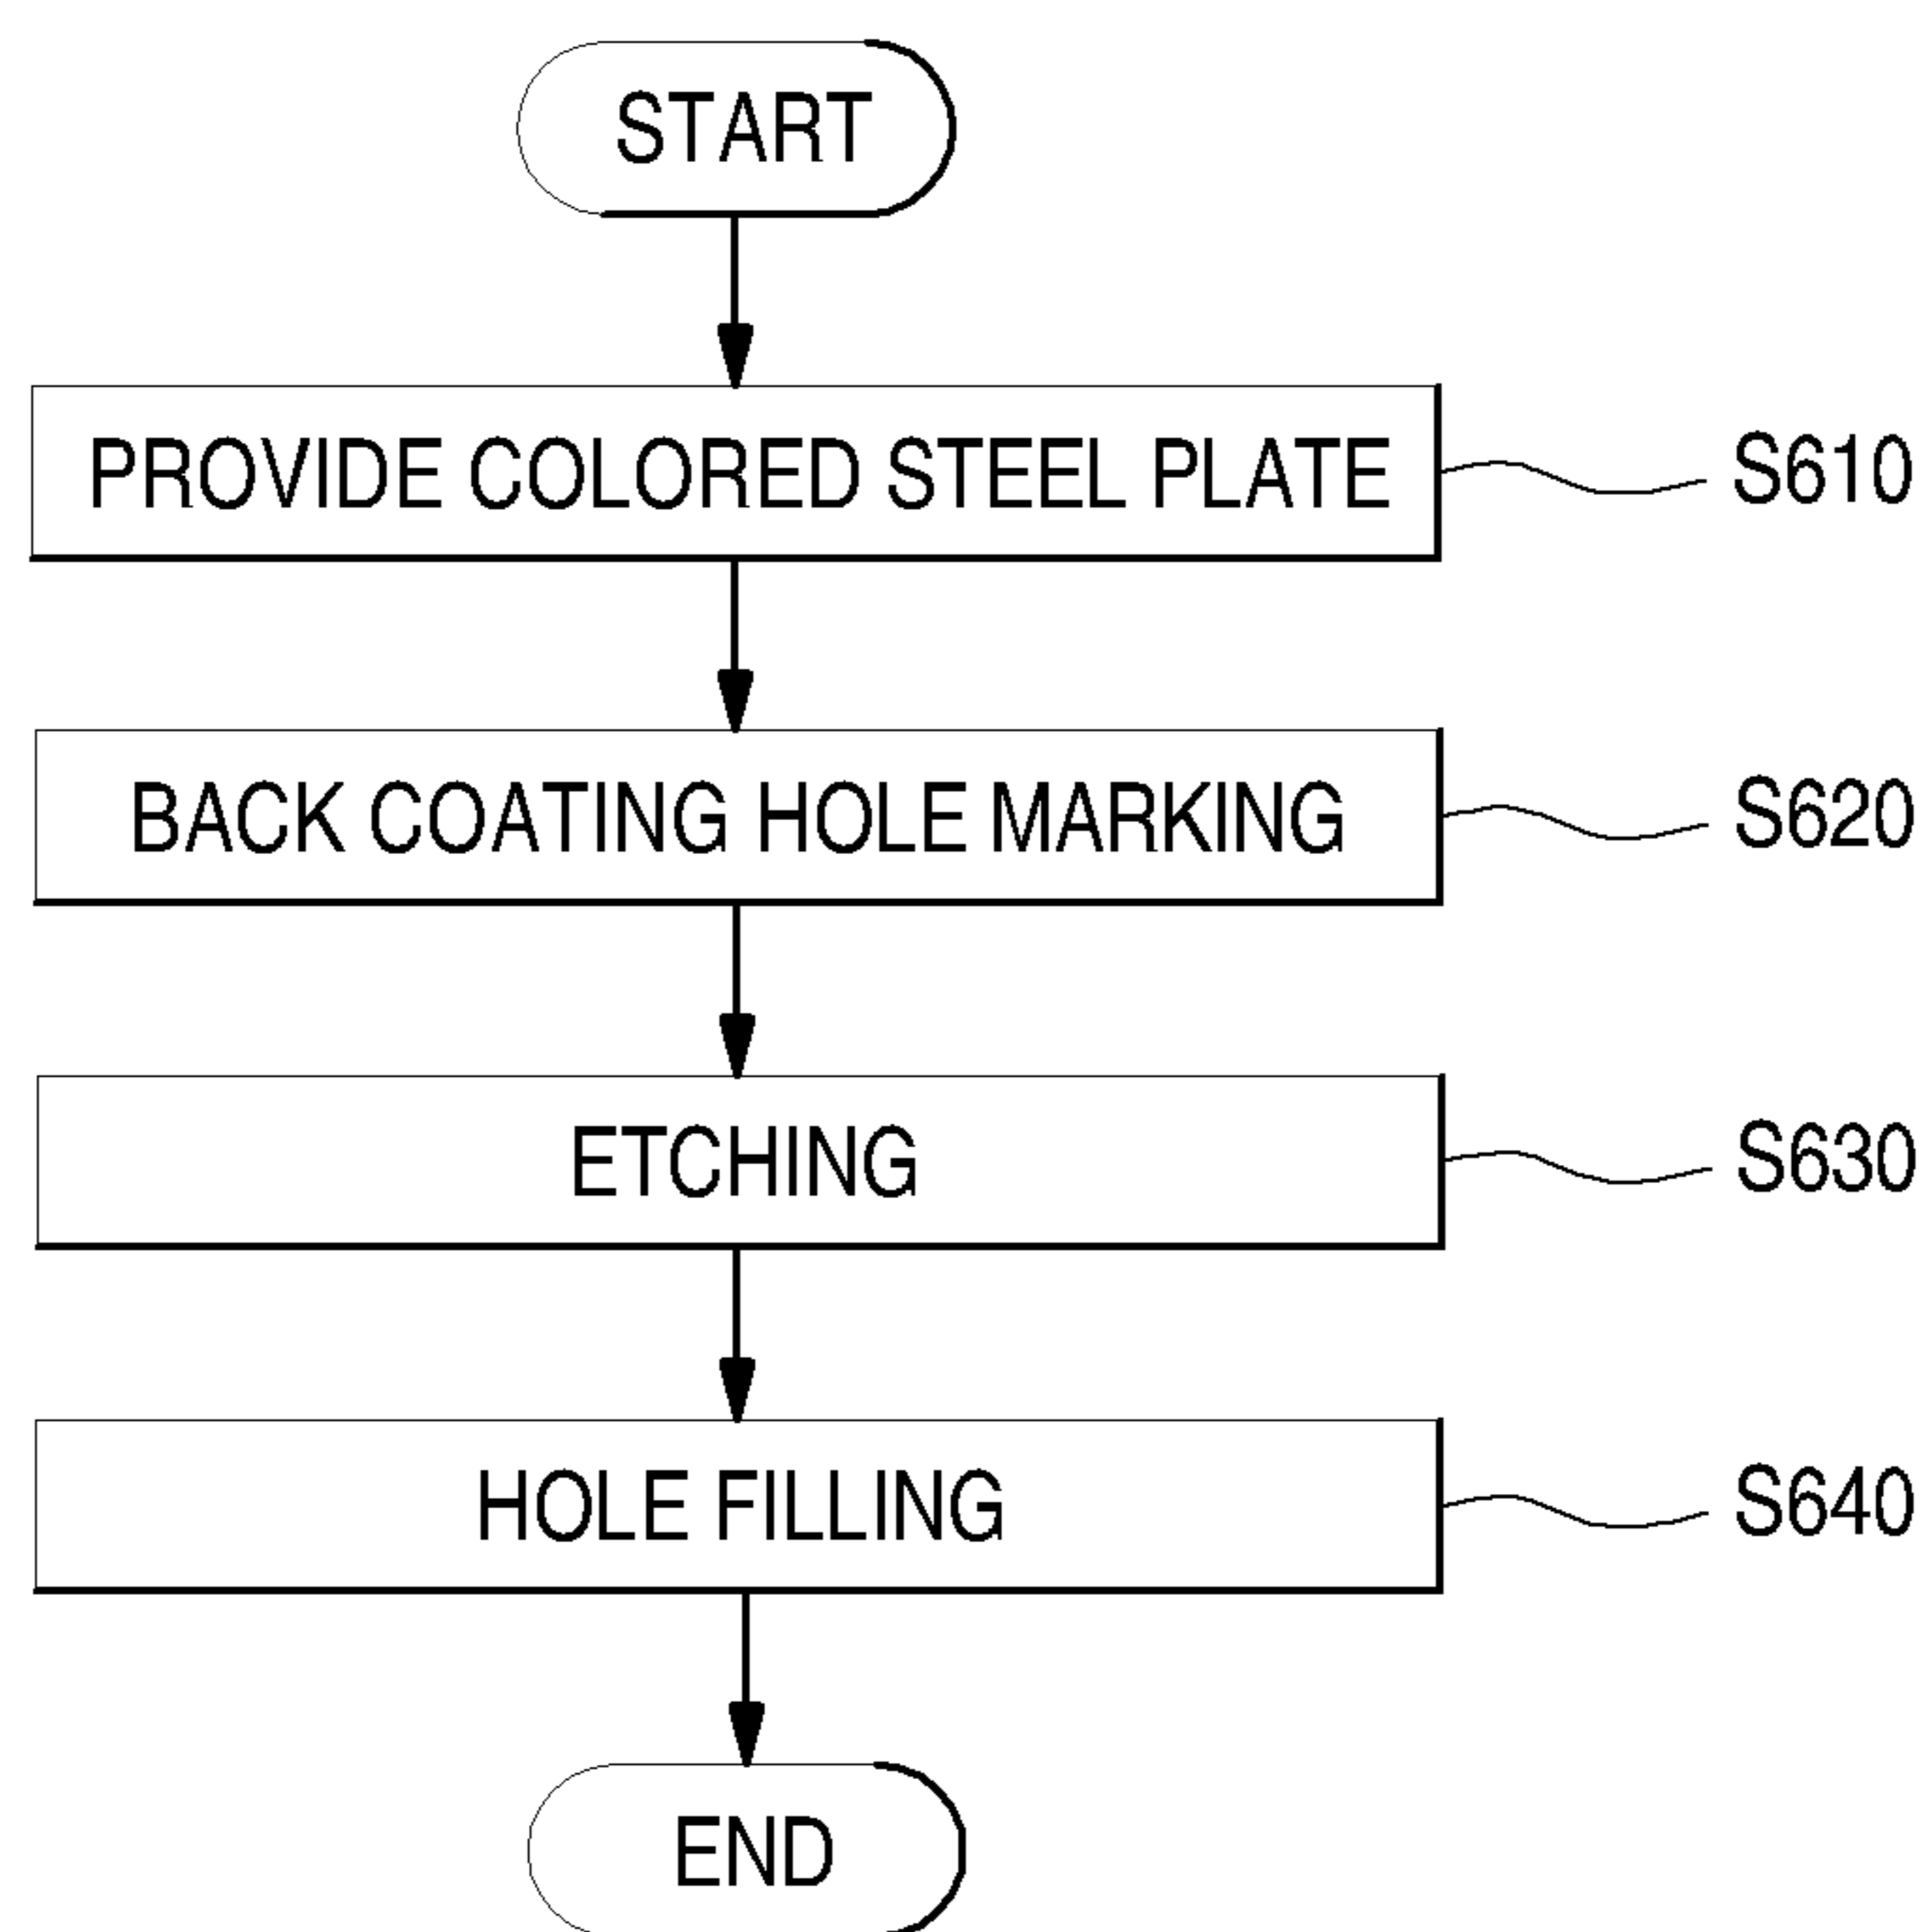 START
PROVIDE COLORED STEEL PLATE S610
BACK COATING HOLE MARKING S620
ETCHING S630
HOLE FILLING S640
END